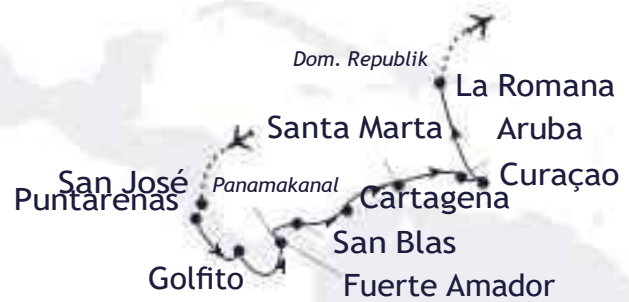 Dom. Republik
La Romana
Santa Marta
Aruba
San José
Panamakanal
Curaçao
Puntarenas
Cartagena
San Blas
Golfito
Fuerte Amador